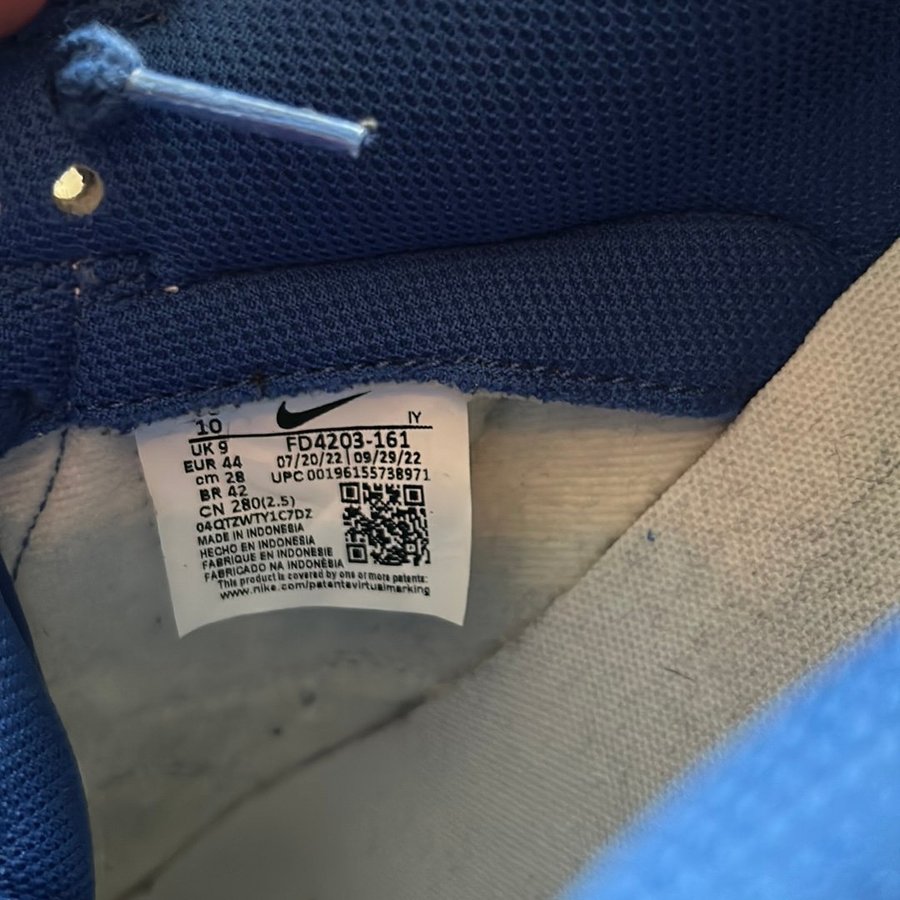 10
IY
UK 9
FD4203-161
EUR 44
07/20/22 | 09/29/22
cm 28
UPC 00196155738971
BR 42
CN 280(2.5)
04QTZWTY1C7DZ
MADE IN INDONESIA
HECHO EN INDONESIA
FABRIQUE EN INDONESIE
FABRICADO NA INDONÉSIA
This product is covered by one or more patents:
www.nike.com/patentsvirtualmarking